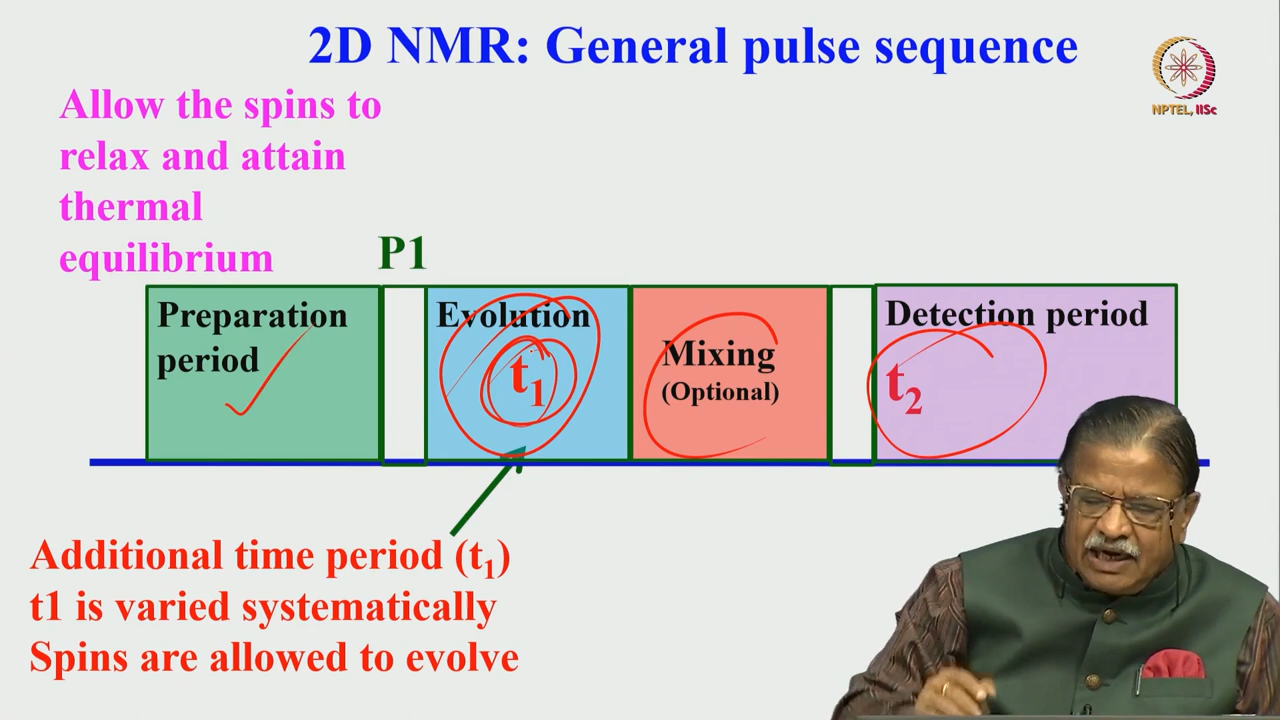 2D NMR: General pulse sequence
NPTEL, IISc
Allow the spins to
relax and attain
thermal
equilibrium
P1
Preparation
period
Evolution
t₁
Mixing
(Optional)
Detection period
t₂
Additional time period (t₁)
t1 is varied systematically
Spins are allowed to evolve